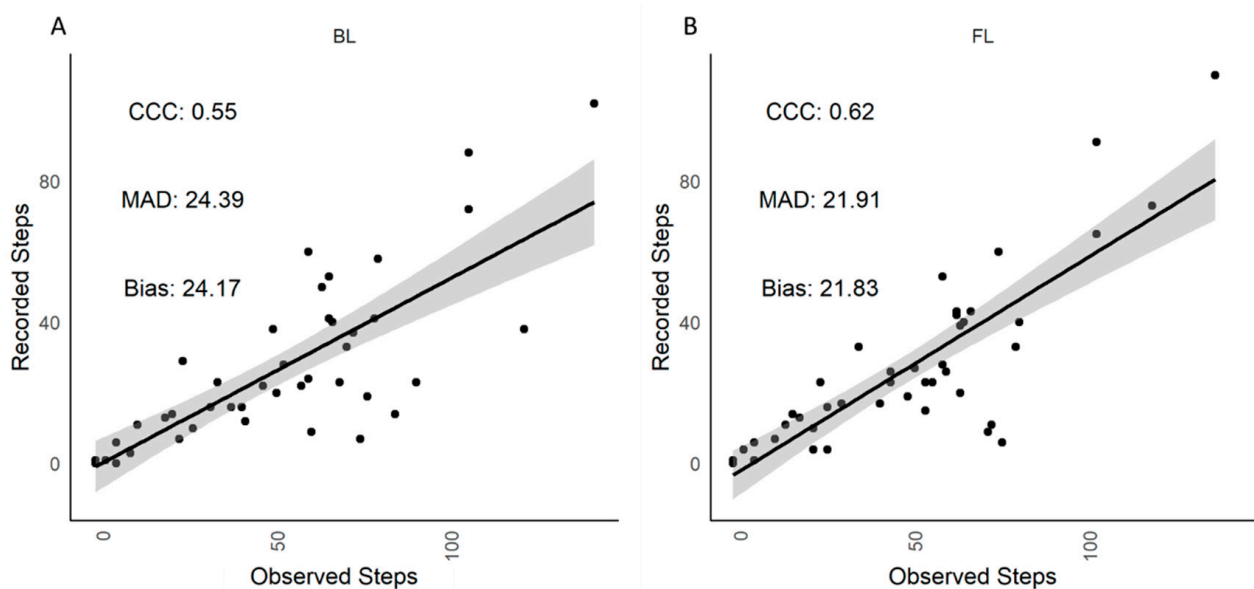 A
BL
CCC: 0.55
MAD: 24.39
Bias: 24.17
Recorded Steps
80
40
0
0
50
100
Observed Steps
B
FL
CCC: 0.62
MAD: 21.91
Bias: 21.83
Recorded Steps
80
40
0
0
50
100
Observed Steps